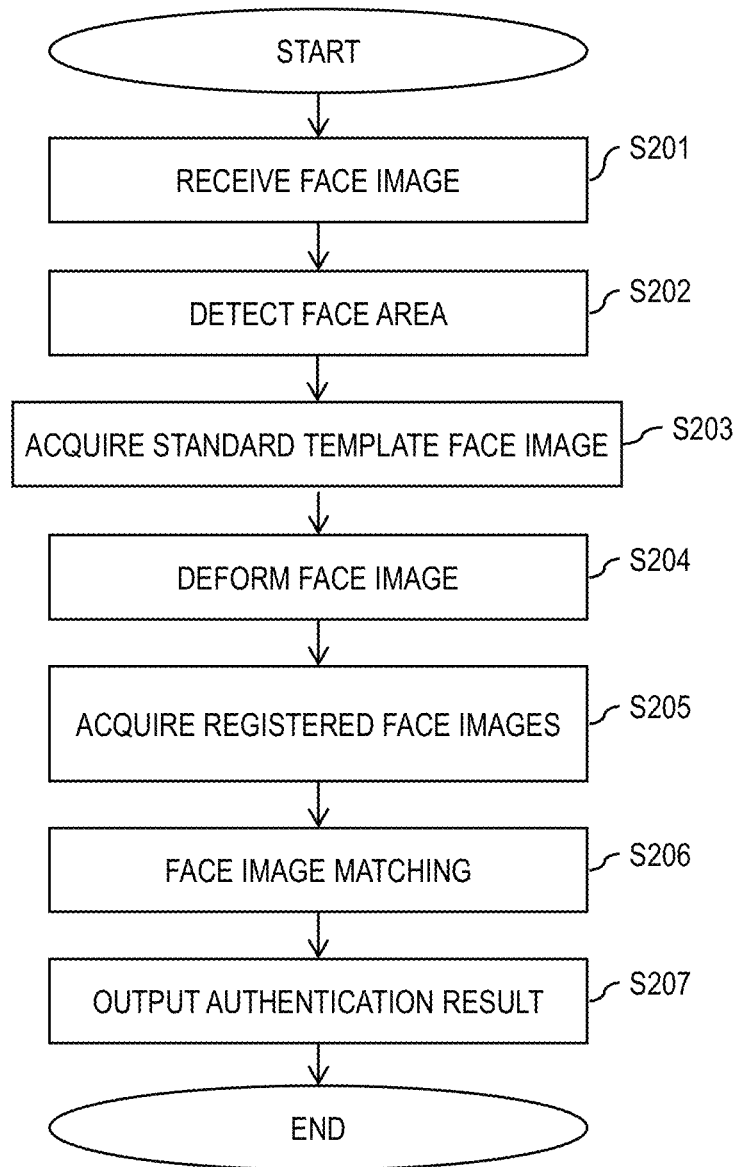 START
RECEIVE FACE IMAGE
S201
DETECT FACE AREA
S202
ACQUIRE STANDARD TEMPLATE FACE IMAGE
S203
DEFORM FACE IMAGE
S204
ACQUIRE REGISTERED FACE IMAGES
S205
FACE IMAGE MATCHING
S206
OUTPUT AUTHENTICATION RESULT
S207
END